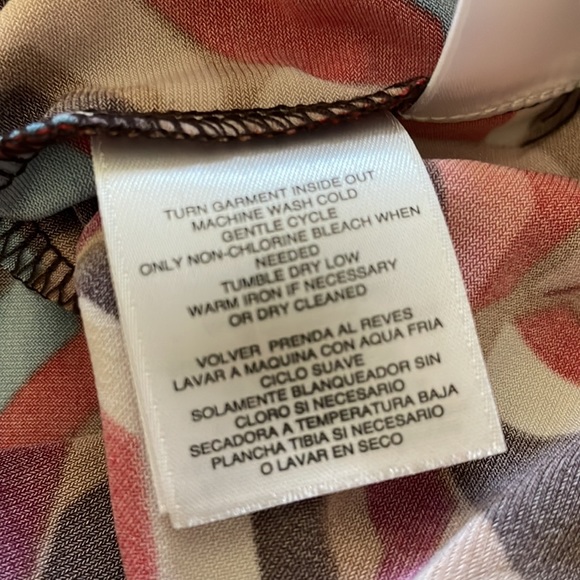 TURN GARMENT INSIDE OUT
MACHINE WASH COLD
GENTLE CYCLE
ONLY NON-CHLORINE BLEACH WHEN
NEEDED
TUMBLE DRY LOW
WARM IRON IF NECESSARY
OR DRY CLEANED
VOLVER PRENDA AL REVES
LAVAR A MAQUINA CON AQUA FRIA
CICLO SUAVE
SOLAMENTE BLANQUEADOR SIN
CLORO SI NECESARIO
SECADORA A TEMPERATURA BAJA
PLANCHA TIBIA SI NECESARIO
O LAVAR EN SECO